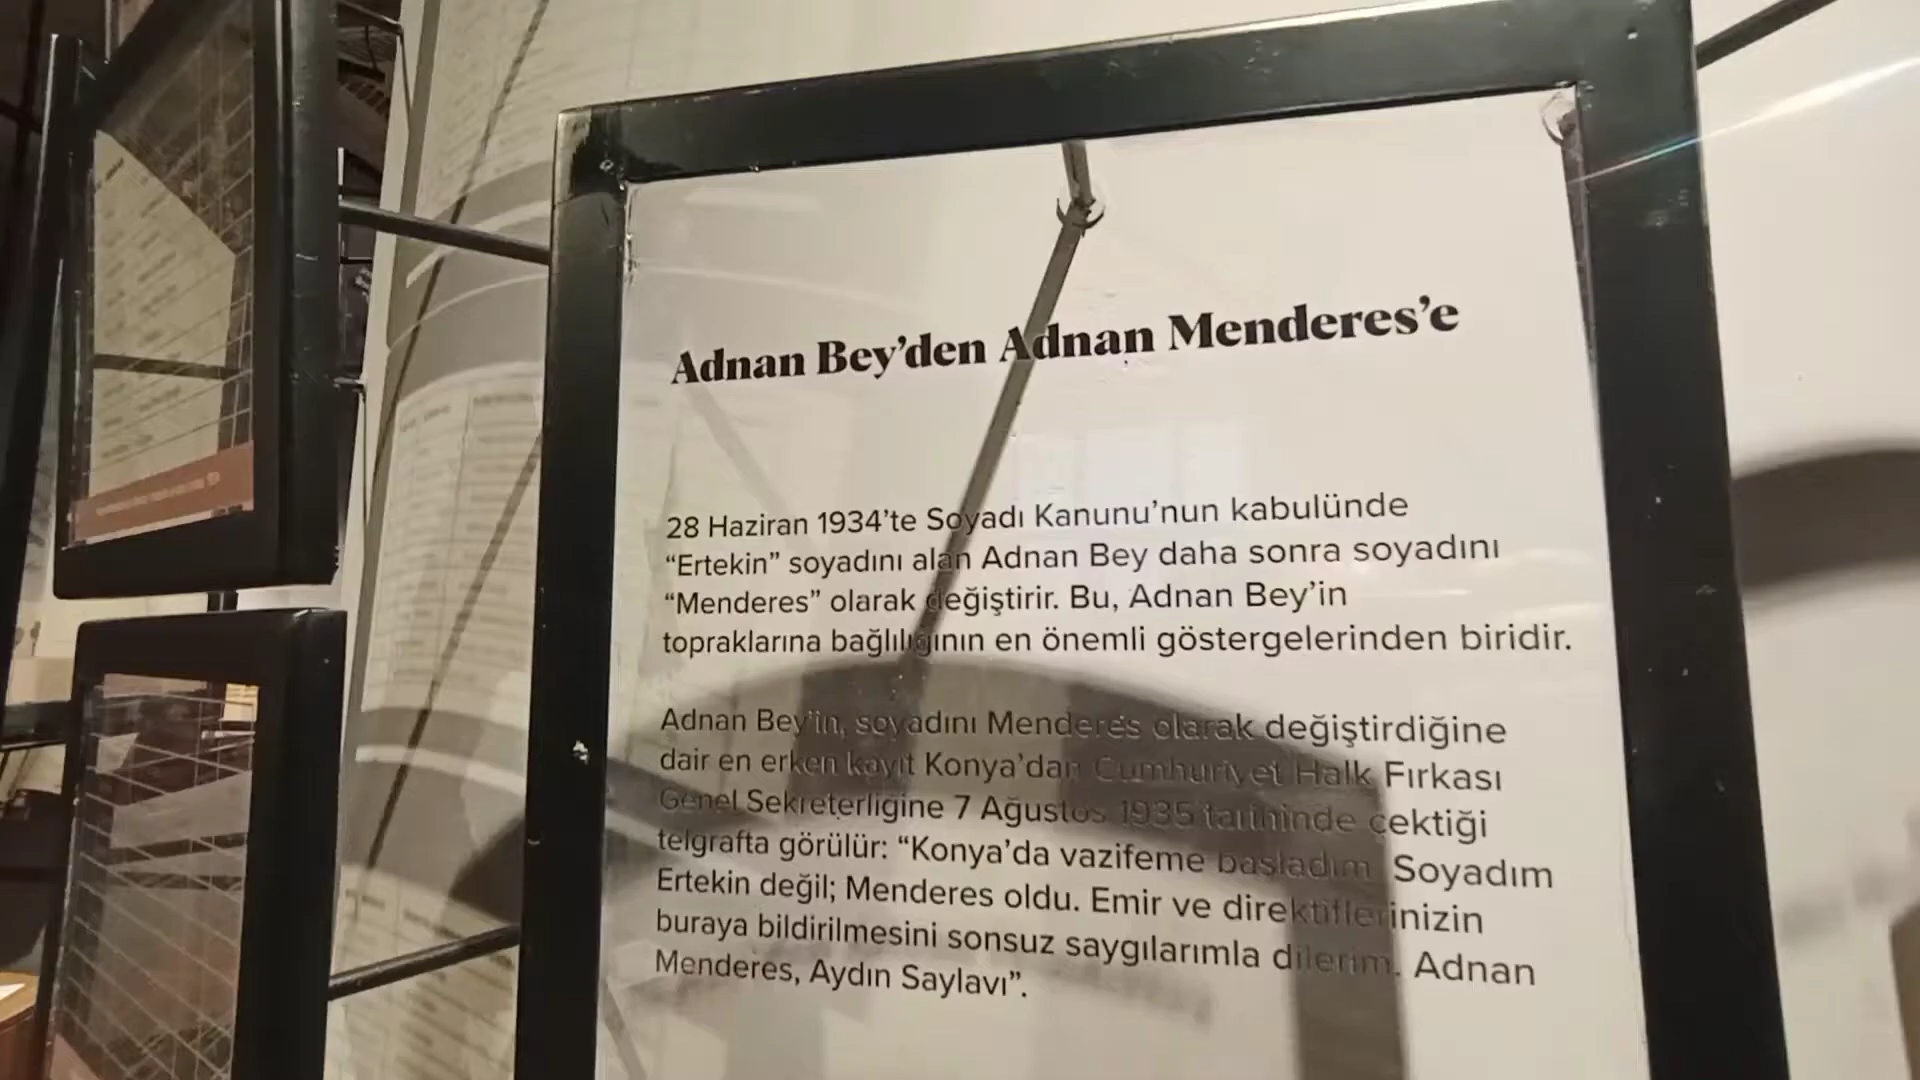 Adnan Bey’den Adnan Menderes’e
28 Haziran 1934’te Soyadı Kanunu’nun kabulünde
“Ertekin” soyadını alan Adnan Bey daha sonra soyadını
“Menderes” olarak değiştirir. Bu, Adnan Bey’in
topraklarına bağlılığının en önemli göstergelerinden biridir.
Adnan Bey’in, soyadını Menderes olarak değiştirdiğine
dair en erken kayıt Konya’dan Cumhuriyet Halk Fırkası
Genel Sekreterliğine 7 Ağustos 1935 tarihinde çektiği
telgrafta görülür: “Konya’da vazifeme başladım. Soyadım
Ertekin değil; Menderes oldu. Emir ve direktiflerinizin
buraya bildirilmesini sonsuz saygılarımla dilerim. Adnan
Menderes, Aydın Saylavı”.